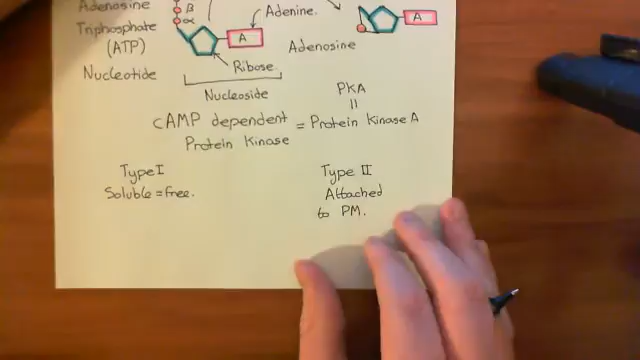 Adenosine
Triphosphate
(ATP)
Nucleotide
β
α
A
Adenine.
Adenosine
Ribose
Nucleoside
A
PKA
=
cAMP dependent = Protein Kinase A
Protein Kinase
Type I
Soluble = free.
Type II
Attached
to PM.